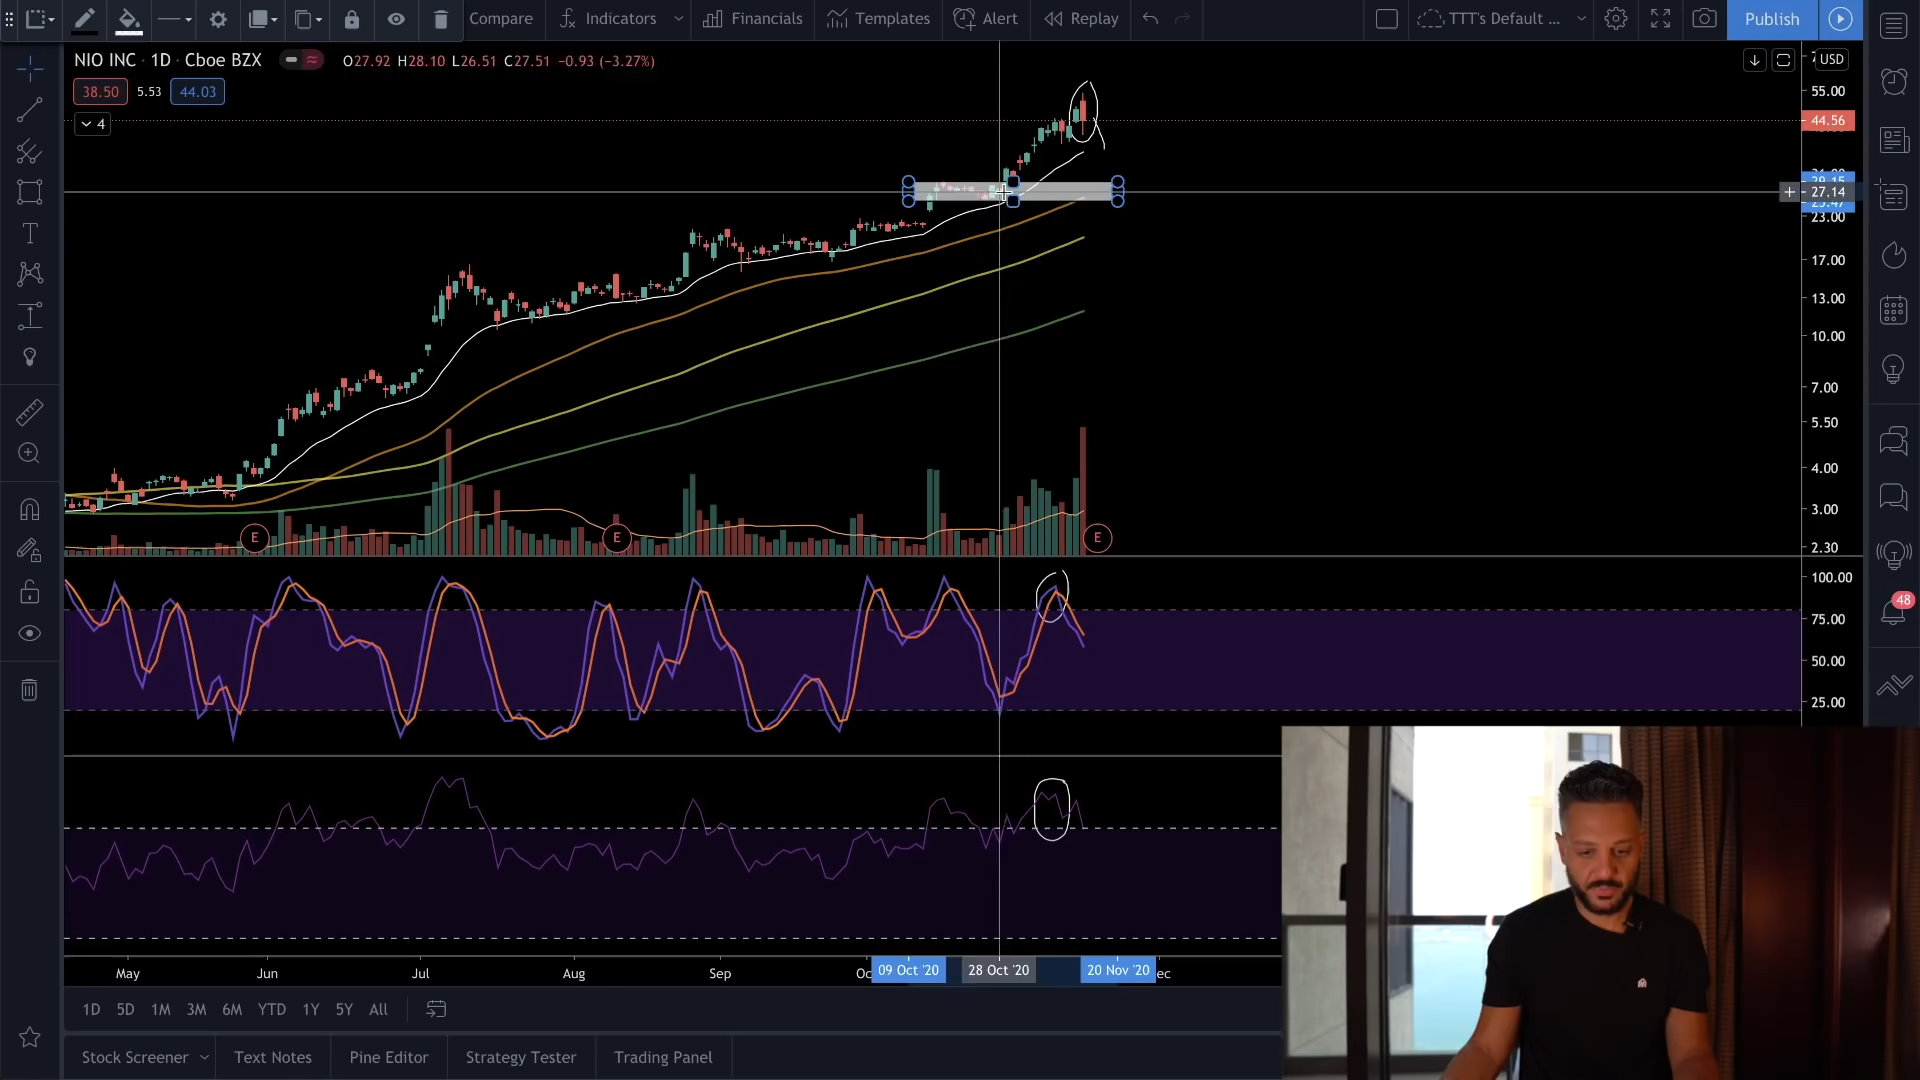 Compare Indicators Financials Templates Alert Replay TTT's Default ... Publish
NIO INC · 1D · Cboe BZX O27.92 H28.10 L26.51 C27.51 −0.93 (−3.27%)
USD
38.50 5.53 44.03
4
55.00
44.56
27.14
23.00
17.00
13.00
10.00
7.00
5.50
4.00
3.00
2.30
E E E
100.00
75.00
50.00
25.00
48
May Jun Jul Aug Sep 09 Oct '20 28 Oct '20 20 Nov '20
1D 5D 1M 3M 6M YTD 1Y 5Y All
Stock Screener Text Notes Pine Editor Strategy Tester Trading Panel